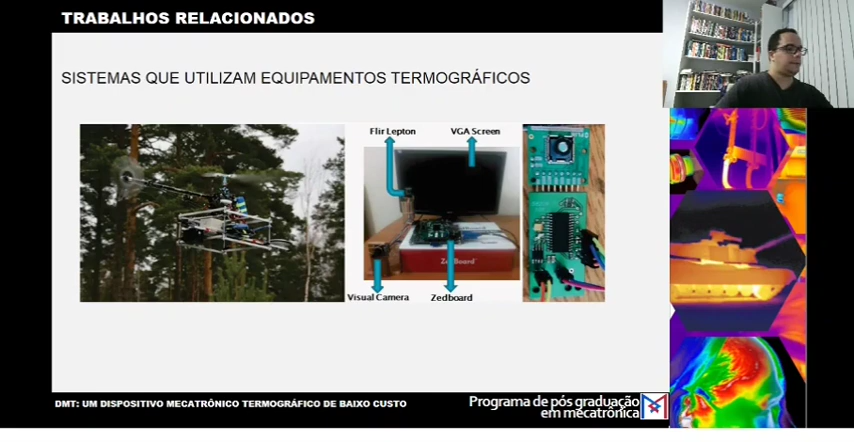 TRABALHOS RELACIONADOS
SISTEMAS QUE UTILIZAM EQUIPAMENTOS TERMOGRÁFICOS
Flir Lepton
VGA Screen
Visual Camera
Zedboard
DMT: UM DISPOSITIVO MECATRÔNICO TERMOGRÁFICO DE BAIXO CUSTO
Programa de pós graduação
em mecatrônica